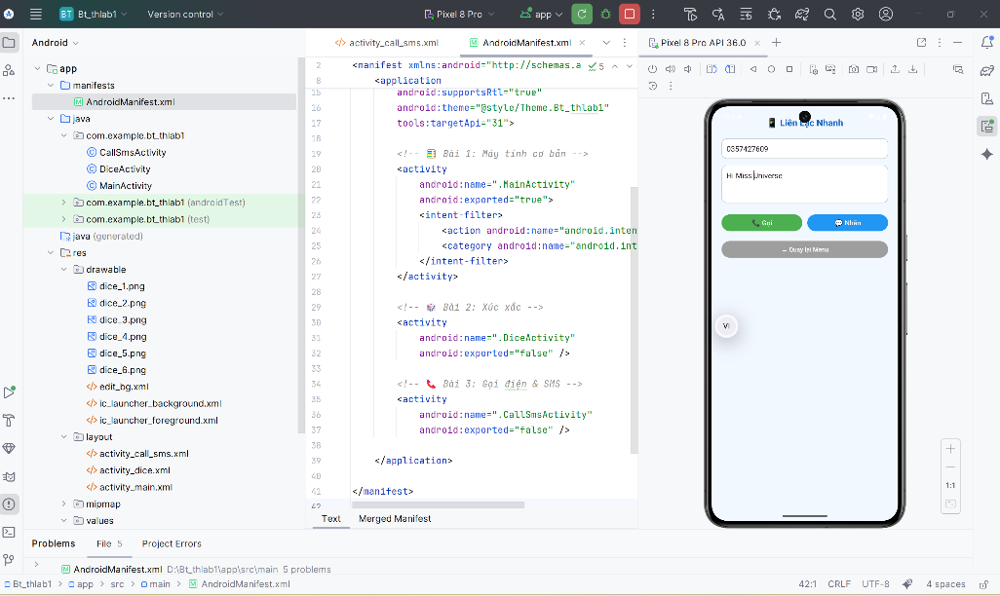 BT Bt_thlab1 Version control Pixel 8 Pro app
Android
app
manifests
AndroidManifest.xml
java
com.example.bt_thlab1
CallSmsActivity
DiceActivity
MainActivity
com.example.bt_thlab1 (androidTest)
com.example.bt_thlab1 (test)
java (generated)
res
drawable
dice_1.png
dice_2.png
dice_3.png
dice_4.png
dice_5.png
dice_6.png
edit_bg.xml
ic_launcher_background.xml
ic_launcher_foreground.xml
layout
activity_call_sms.xml
activity_dice.xml
activity_main.xml
mipmap
values
activity_call_sms.xml AndroidManifest.xml
5
2 <manifest xmlns:android="http://schemas.a
8 <application
15 android:supportsRtl="true"
16 android:theme="@style/Theme.Bt_thlab1"
17 tools:targetApi="31">
18
19 <!-- 🧮 Bài 1: Máy tính cơ bản -->
20 <activity
21 android:name=".MainActivity"
22 android:exported="true">
23 <intent-filter>
24 <action android:name="android.inten
25 <category android:name="android.int
26 </intent-filter>
27 </activity>
28
29 <!-- 🎲 Bài 2: Xúc xắc -->
30 <activity
31 android:name=".DiceActivity"
32 android:exported="false" />
33
34 <!-- 📞 Bài 3: Gọi điện & SMS -->
35 <activity
36 android:name=".CallSmsActivity"
37 android:exported="false" />
38
39 </application>
40
41 </manifest>
42
Text Merged Manifest
Pixel 8 Pro API 36.0
📱 Liên Lạc Nhanh
0357427609
Hi Miss Universe
📞 Gọi 💬 Nhắn
← Quay lại Menu
VI
1:1
Problems File 5 Project Errors
AndroidManifest.xml D:\Bt_thlab1\app\src\main 5 problems
Bt_thlab1 > app > src > main > AndroidManifest.xml 42:1 CRLF UTF-8 4 spaces